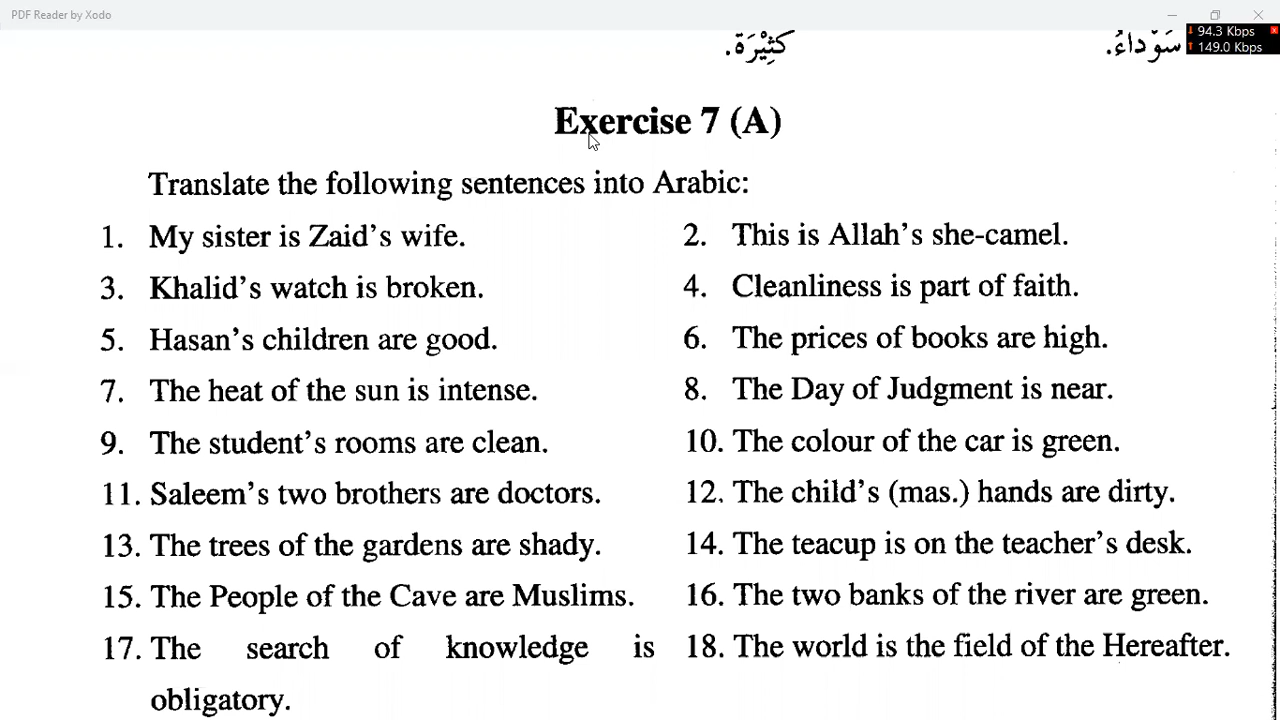 PDF Reader by Xodo
94.3 Kbps
149.0 Kbps
سَوْداءُ. كَثِيْرَة.
Exercise 7 (A)
Translate the following sentences into Arabic:
1. My sister is Zaid's wife. 2. This is Allah's she-camel.
3. Khalid's watch is broken. 4. Cleanliness is part of faith.
5. Hasan's children are good. 6. The prices of books are high.
7. The heat of the sun is intense. 8. The Day of Judgment is near.
9. The student's rooms are clean. 10. The colour of the car is green.
11. Saleem's two brothers are doctors. 12. The child's (mas.) hands are dirty.
13. The trees of the gardens are shady. 14. The teacup is on the teacher's desk.
15. The People of the Cave are Muslims. 16. The two banks of the river are green.
17. The search of knowledge is 18. The world is the field of the Hereafter.
obligatory.